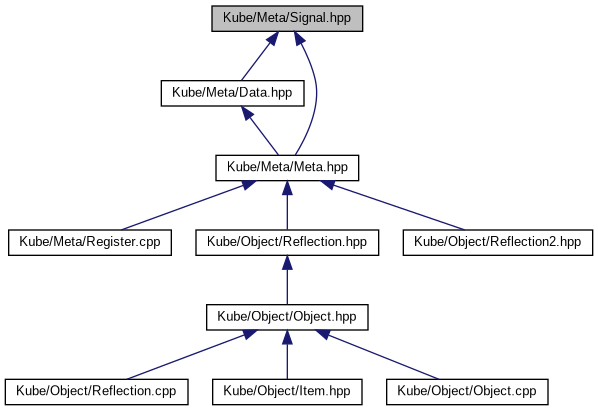 Kube/Meta/Signal.hpp
Kube/Meta/Data.hpp
Kube/Meta/Meta.hpp
Kube/Meta/Register.cpp
Kube/Object/Reflection.hpp
Kube/Object/Reflection2.hpp
Kube/Object/Object.hpp
Kube/Object/Reflection.cpp
Kube/Object/Item.hpp
Kube/Object/Object.cpp